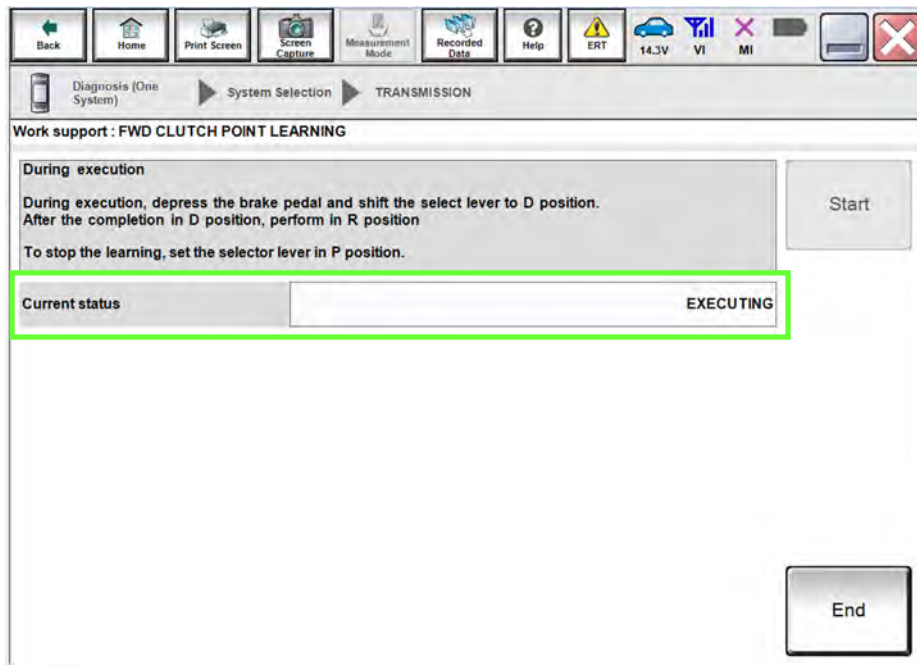 Back
Home
Print Screen
Screen
Capture
Measurement
Mode
Recorded
Data
Help
ERT
14.3V
VI
MI
Diagnosis (One
System)
System Selection
TRANSMISSION
Work support : FWD CLUTCH POINT LEARNING
During execution
During execution, depress the brake pedal and shift the select lever to D position.
After the completion in D position, perform in R position
To stop the learning, set the selector lever in P position.
Start
Current status
EXECUTING
End